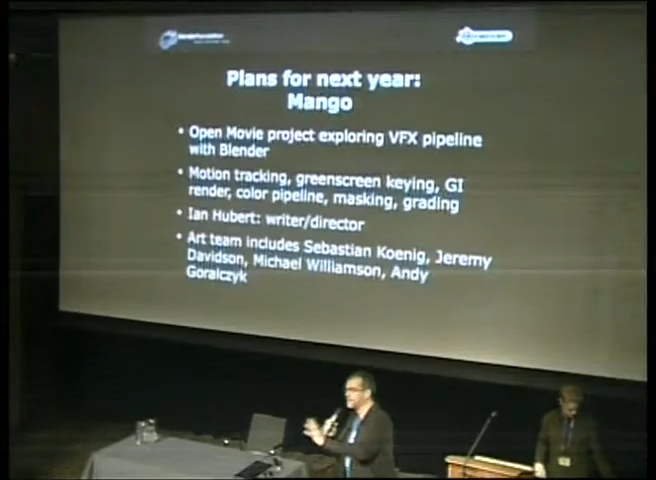 Plans for next year:
Mango
• Open Movie project exploring VFX pipeline
with Blender
• Motion tracking, greenscreen keying, GI
render, color pipeline, masking, grading
• Ian Hubert: writer/director
• Art team includes Sebastian Koenig, Jeremy
Davidson, Michael Williamson, Andy
Goralczyk